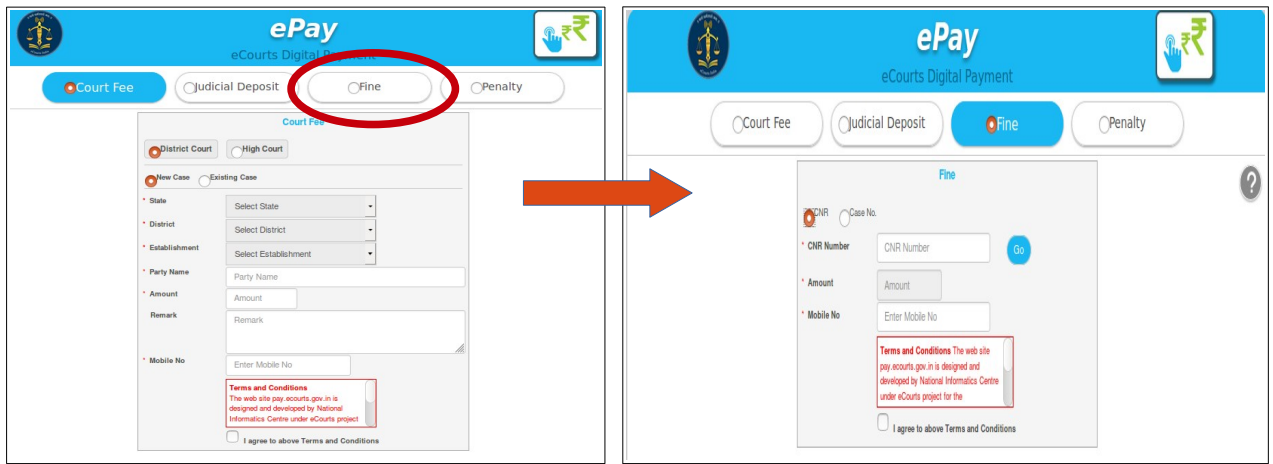 ePay
eCourts Digital Payment
Court Fee
Judicial Deposit
Fine
Penalty
Court Fee
District Court
High Court
New Case
Existing Case
* State
Select State
* District
Select District
* Establishment
Select Establishment
* Party Name
Party Name
* Amount
Amount
Remark
Remark
* Mobile No
Enter Mobile No
Terms and Conditions
The web site pay.ecourts.gov.in is
designed and developed by National
Informatics Centre under eCourts project
I agree to above Terms and Conditions
ePay
eCourts Digital Payment
Court Fee
Judicial Deposit
Fine
Penalty
Fine
?
CNR
Case No.
* CNR Number
CNR Number
Go
* Amount
Amount
* Mobile No
Enter Mobile No
Terms and Conditions The web site
pay.ecourts.gov.in is designed and
developed by National Informatics Centre
under eCourts project for the
I agree to above Terms and Conditions